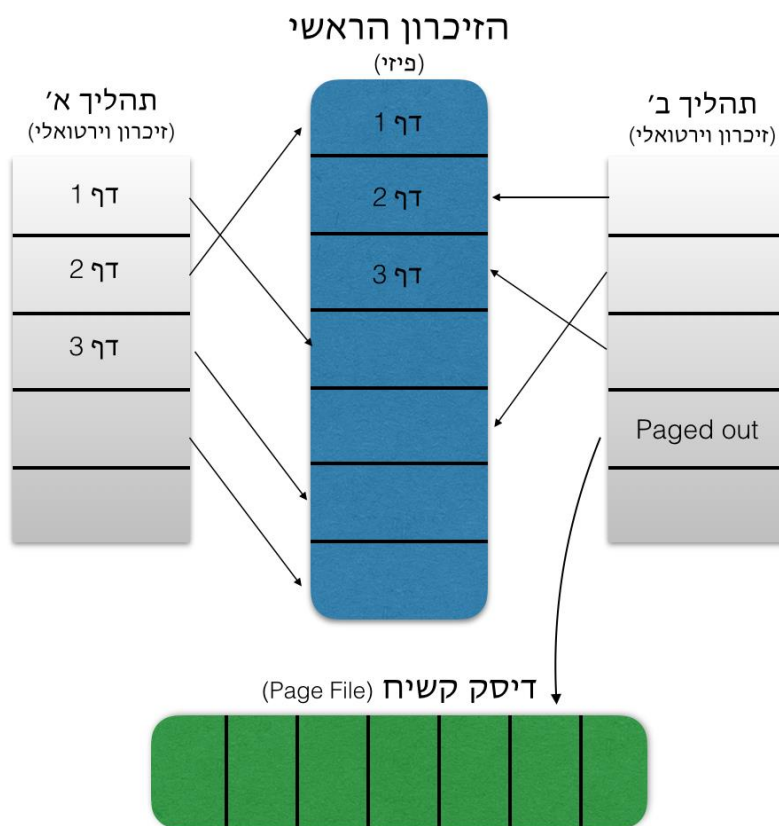 הזיכרון הראשי
(פיזי)
תהליך א'
(זיכרון וירטואלי)
תהליך ב'
(זיכרון וירטואלי)
דף 1
דף 2
דף 3
דף 1
דף 2
דף 3
Paged out
דיסק קשיח (Page File)